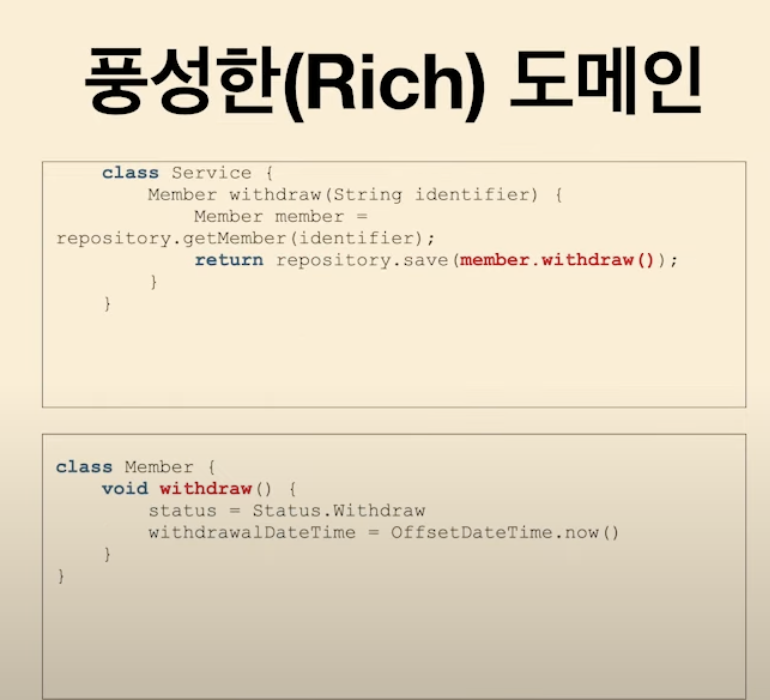 풍성한(Rich) 도메인
class Service {
Member withdraw(String identifier) {
Member member =
repository.getMember(identifier);
return repository.save(member.withdraw());
}
}
class Member {
void withdraw() {
status = Status.Withdraw
withdrawalDateTime = OffsetDateTime.now()
}
}